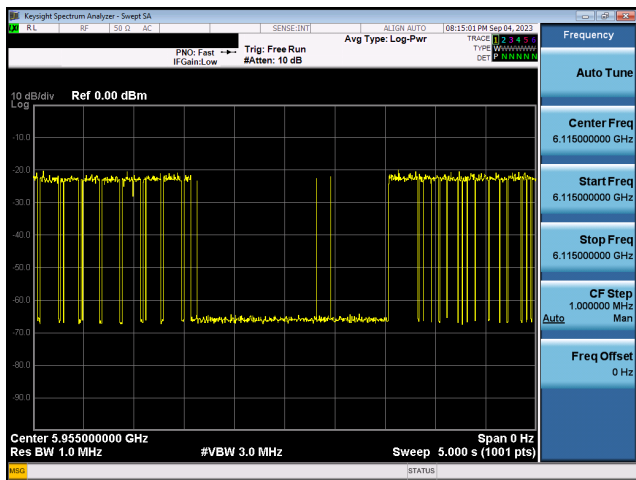 Keysight Spectrum Analyzer - Swept SA
RL RF 50 Ω AC SENSE:INT ALIGN AUTO 08:15:01 PM Sep 04, 2023
Avg Type: Log-Pwr TRACE 1 2 3 4 5 6
PNO: Fast Trig: Free Run TYPE W
IFGain:Low #Atten: 10 dB DET P N N N N N
Frequency
Auto Tune
10 dB/div Ref 0.00 dBm
Log
-10.0
-20.0
-30.0
-40.0
-50.0
-60.0
-70.0
-80.0
-90.0
Center Freq
6.115000000 GHz
Start Freq
6.115000000 GHz
Stop Freq
6.115000000 GHz
CF Step
1.000000 MHz
Auto Man
Freq Offset
0 Hz
Center 5.955000000 GHz Span 0 Hz
Res BW 1.0 MHz #VBW 3.0 MHz Sweep 5.000 s (1001 pts)
MSG STATUS